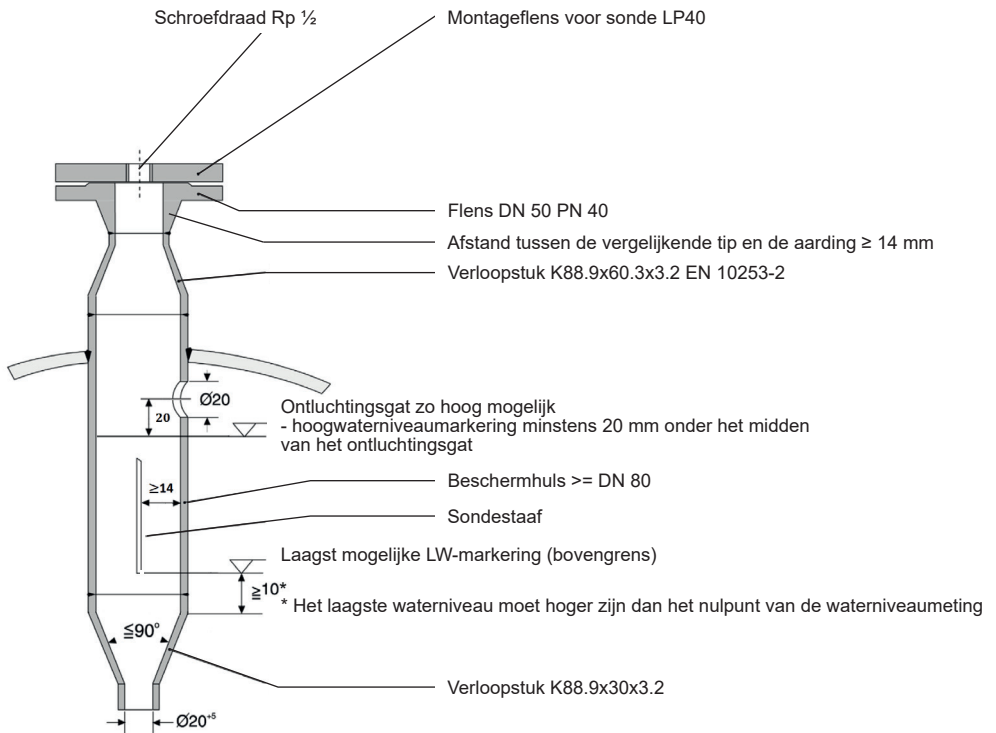 Schroefdraad Rp ½
Montageflens voor sonde LP40
Flens DN 50 PN 40
Afstand tussen de vergelijkende tip en de aarding ≥ 14 mm
Verloopstuk K88.9x60.3x3.2 EN 10253-2
Ø20
20
Ontluchtingsgat zo hoog mogelijk
- hoogwaterniveaumarkering minstens 20 mm onder het midden
van het ontluchtingsgat
≥14
Beschermhuls >= DN 80
Sondestaaf
Laagst mogelijke LW-markering (bovengrens)
≧10*
* Het laagste waterniveau moet hoger zijn dan het nulpunt van de waterniveaumeting
≦90°
Verloopstuk K88.9x30x3.2
Ø20⁺⁵